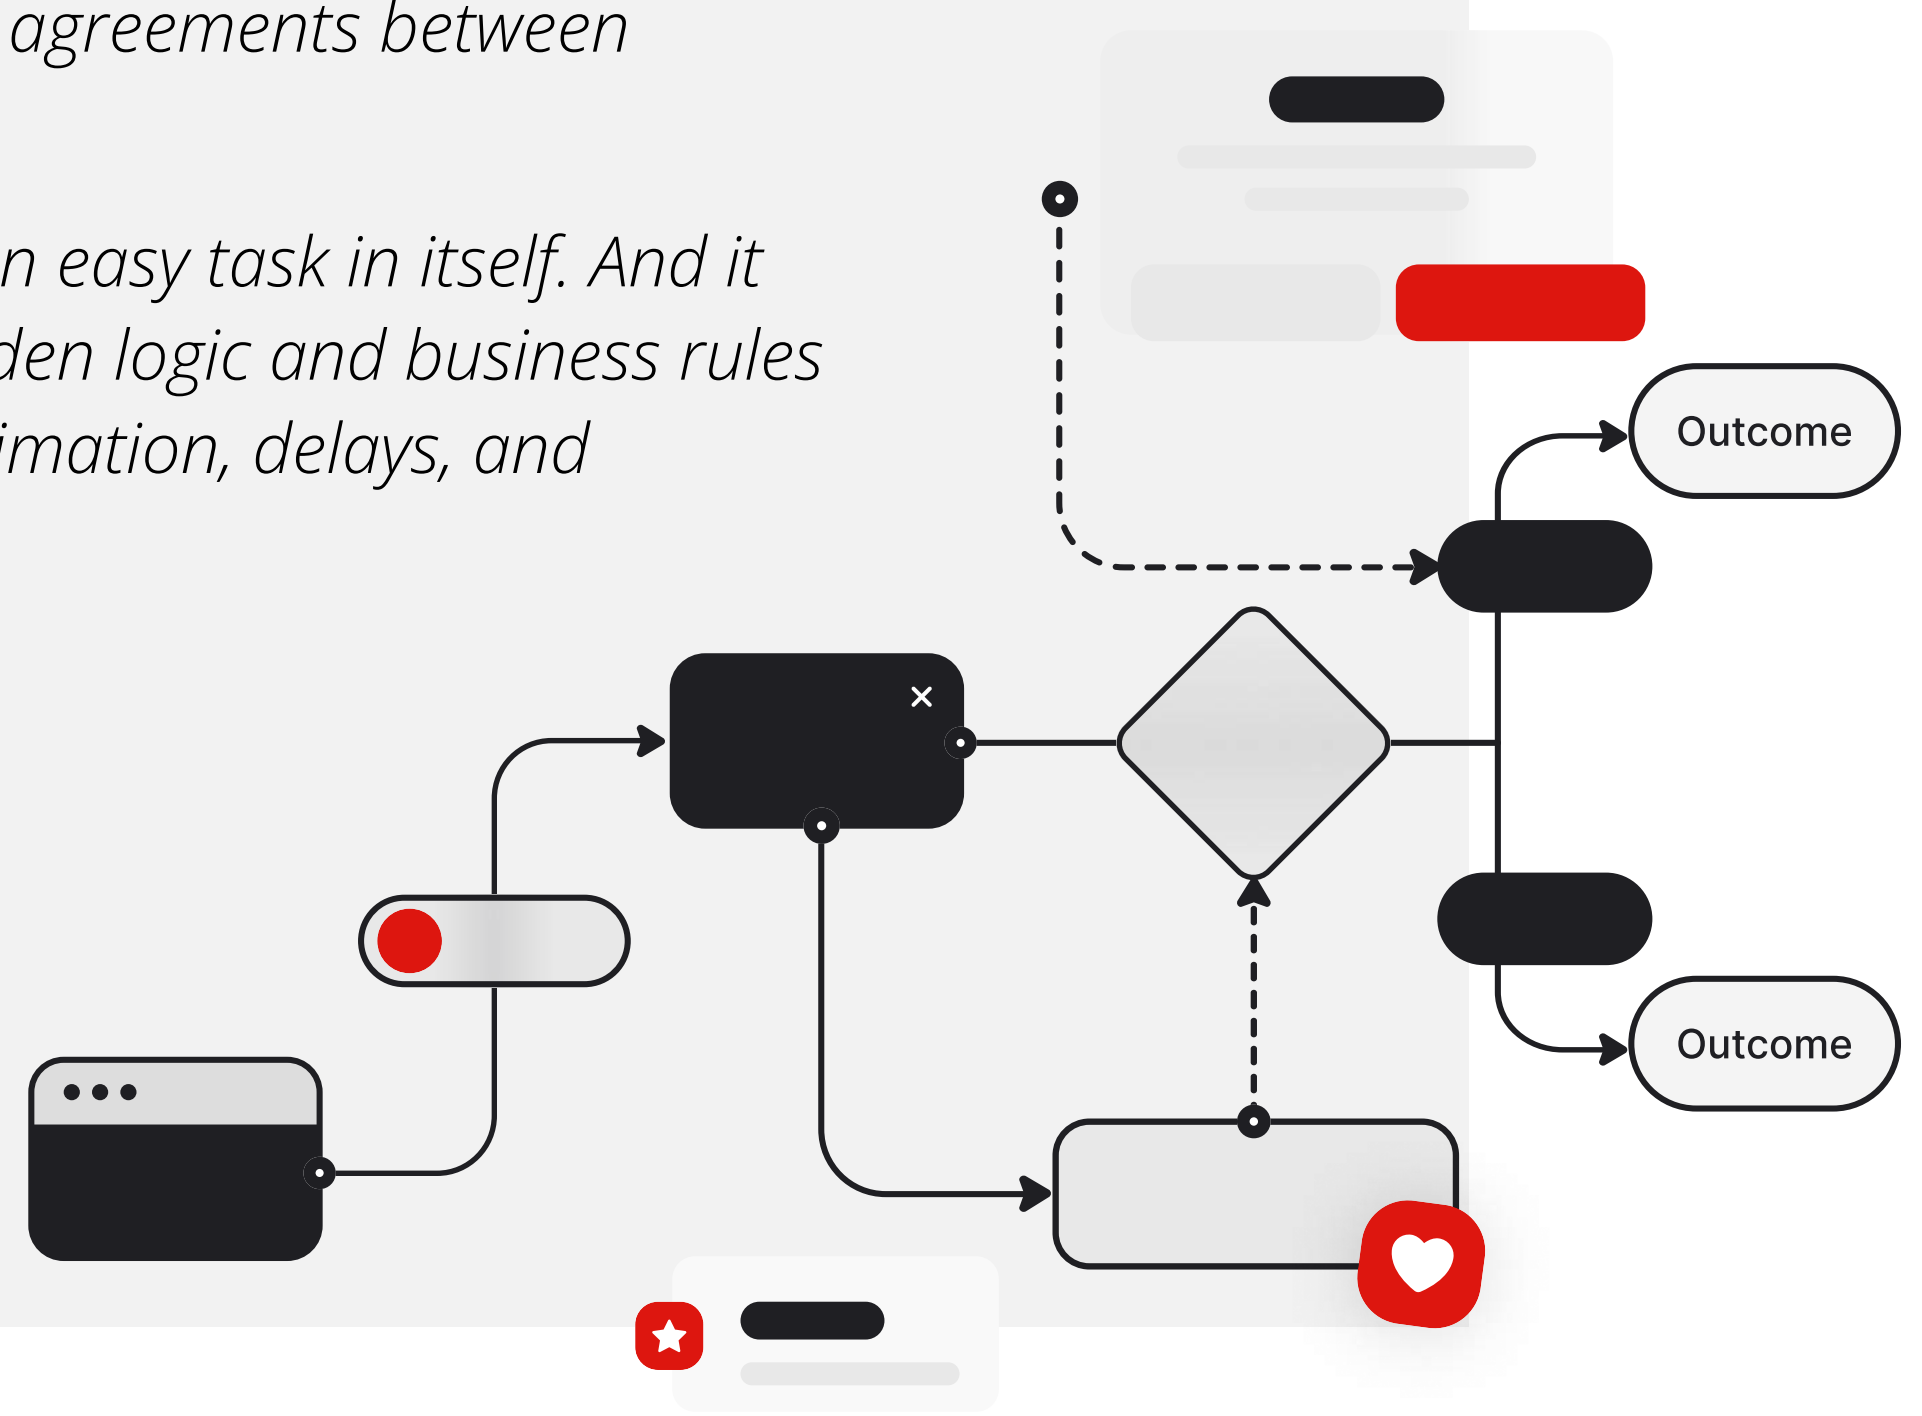 agreements between
n easy task in itself. And it
den logic and business rules
imation, delays, and
Outcome
Outcome